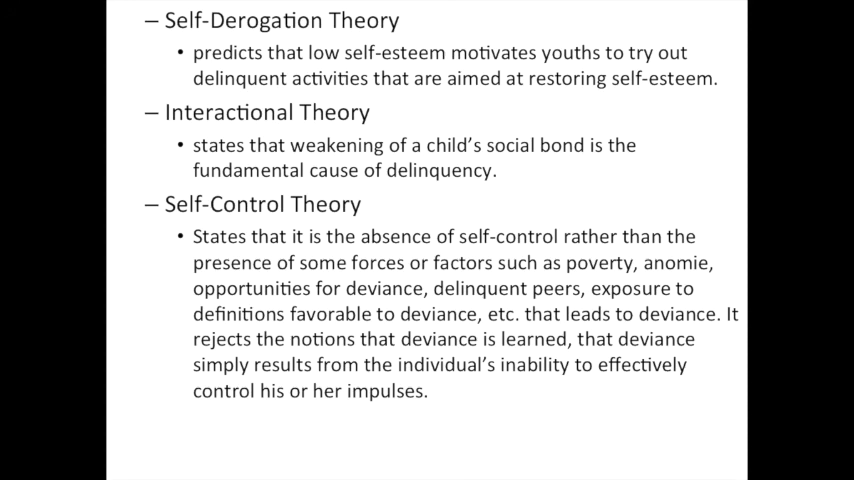 – Self-Derogation Theory
• predicts that low self-esteem motivates youths to try out
delinquent activities that are aimed at restoring self-esteem.
– Interactional Theory
• states that weakening of a child's social bond is the
fundamental cause of delinquency.
– Self-Control Theory
• States that it is the absence of self-control rather than the
presence of some forces or factors such as poverty, anomie,
opportunities for deviance, delinquent peers, exposure to
definitions favorable to deviance, etc. that leads to deviance. It
rejects the notions that deviance is learned, that deviance
simply results from the individual's inability to effectively
control his or her impulses.